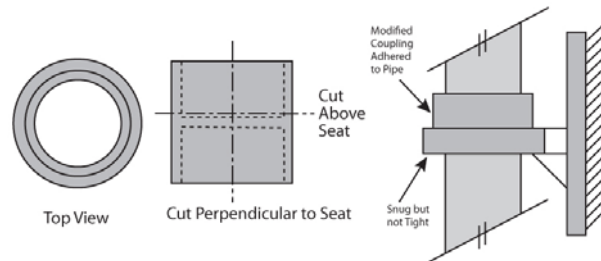 Top View
Cut
Above
Seat
Cut Perpendicular to Seat
Modified
Coupling
Adhered
to Pipe
Snug but
not Tight